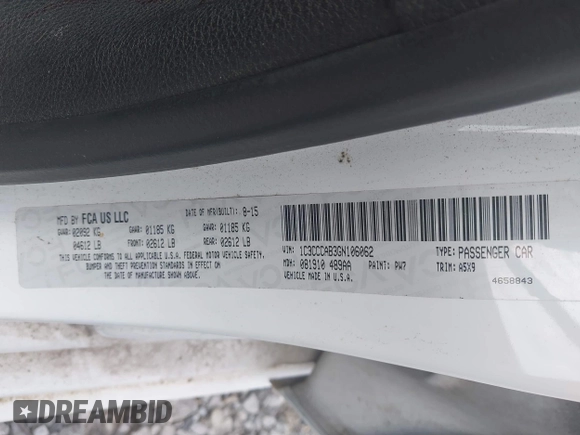 MFD BY FCA US LLC DATE OF MFR(BUILT): 8-15
GVWR: 02092 KG GAWR: 01185 KG GAWR: 01185 KG
04612 LB FRONT: 02612 LB REAR: 02612 LB
THIS VEHICLE CONFORMS TO ALL APPLICABLE U.S.A. FEDERAL MOTOR VEHICLE SAFETY,
BUMPER AND THEFT PREVENTION STANDARDS IN EFFECT ON THE DATE
OF MANUFACTURE SHOWN ABOVE.
VIN: 1C3CCCAB3GN106062 TYPE: PASSENGER CAR
MDH: 081910 489AA PAINT: PW7 TRIM: A5X9
VEHICLE MADE IN U.S.A.
4658843
DREAMBID